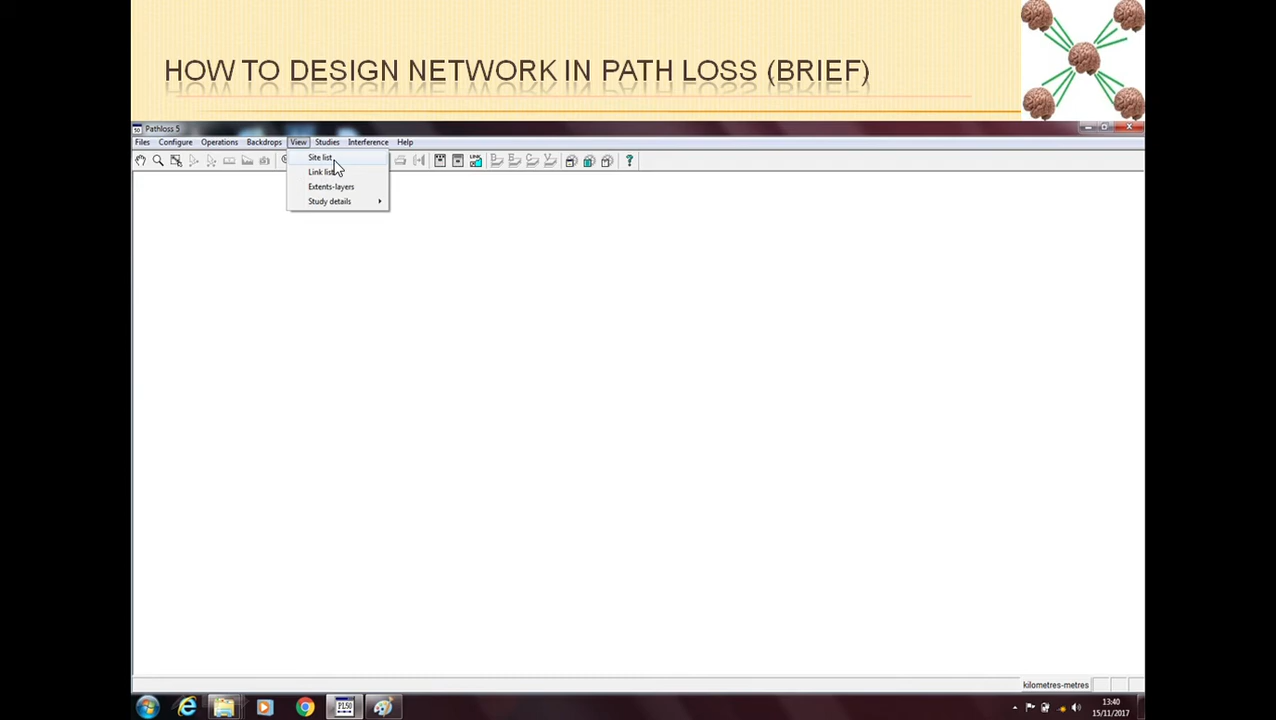 HOW TO DESIGN NETWORK IN PATH LOSS (BRIEF)
Pathloss 5
Files Configure Operations Backdrops View Studies Interference Help
Site list
Link list
Extents-layers
Study details
kilometres-metres
PL50
13:40
15/11/2017